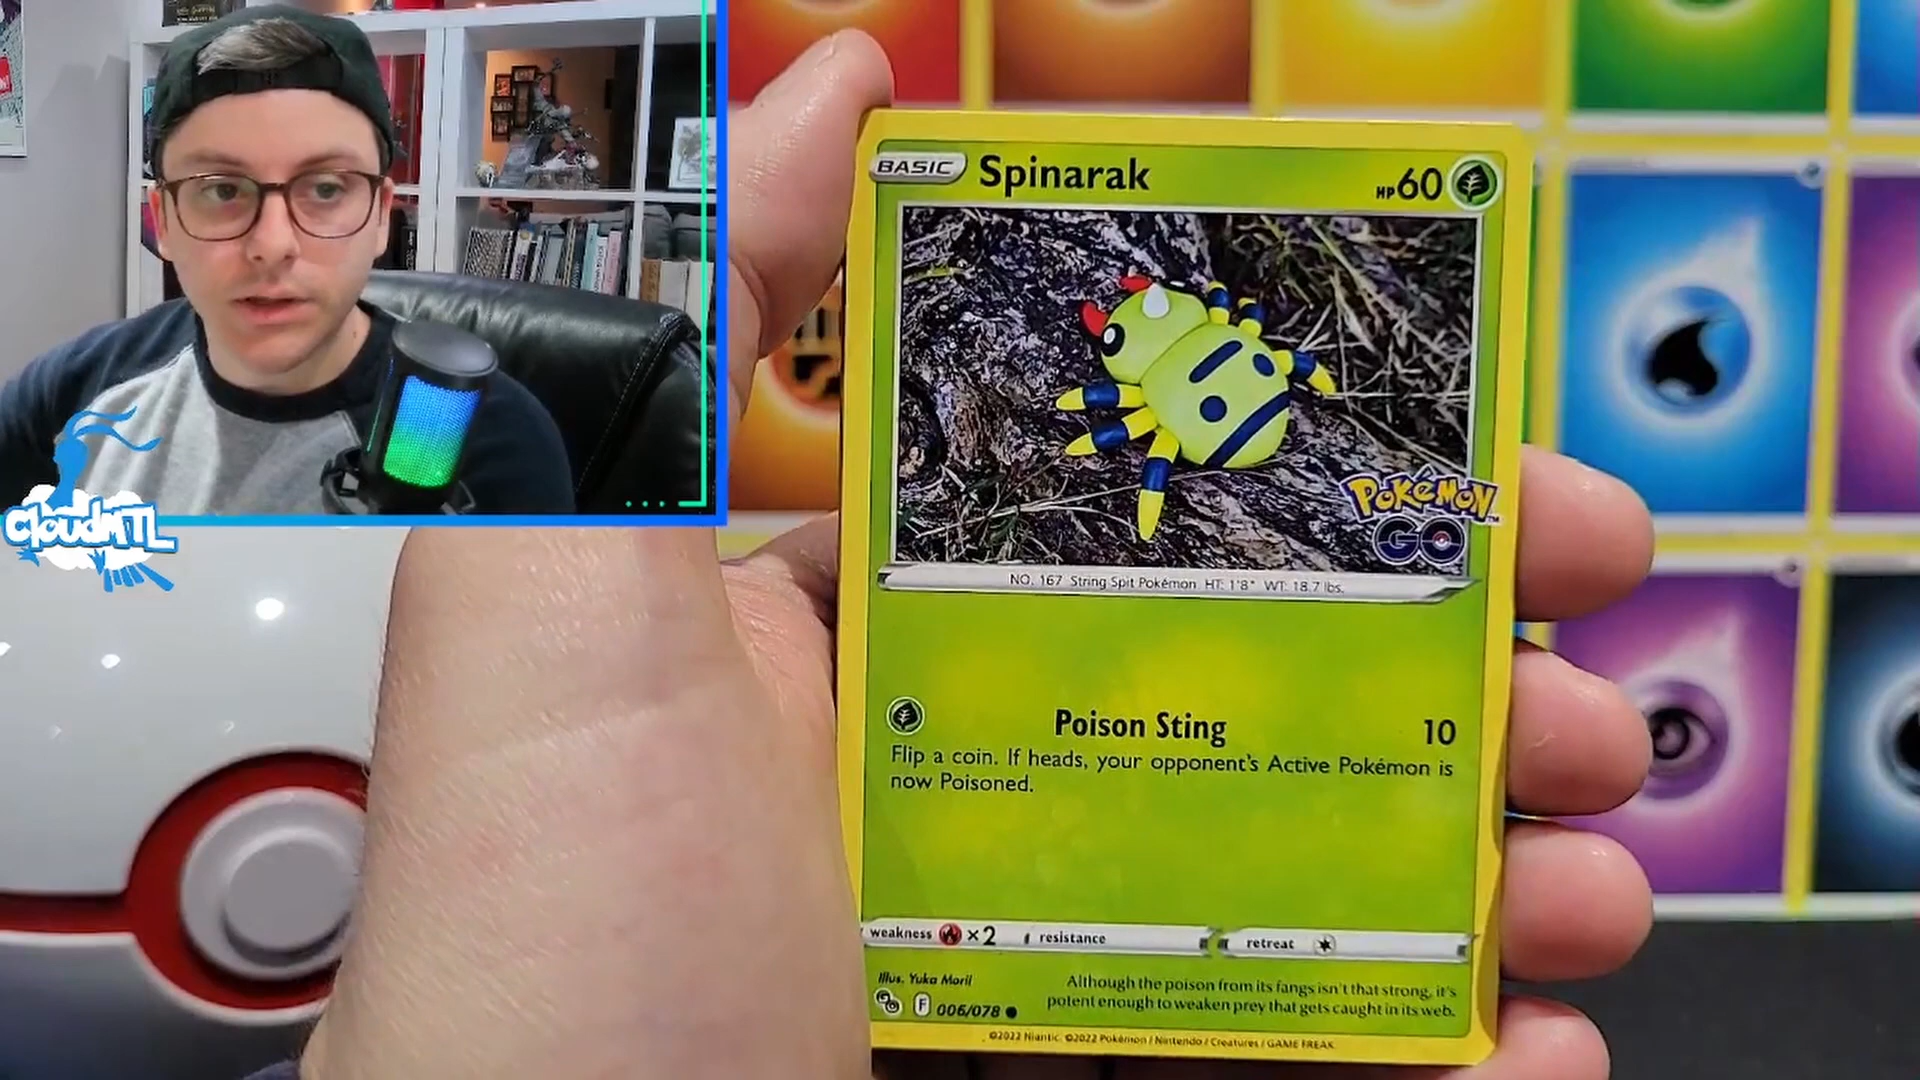 BASIC Spinarak HP60
POKÉMON
GO
NO. 167 String Spit Pokémon HT: 1'8" WT: 18.7 lbs.
Poison Sting 10
Flip a coin. If heads, your opponent's Active Pokémon is
now Poisoned.
weakness ×2 resistance retreat
Illus. Yuka Morii
Although the poison from its fangs isn't that strong, it's
potent enough to weaken prey that gets caught in its web.
F 006/078
©2022 Niantic. ©2022 Pokémon / Nintendo / Creatures / GAME FREAK
CloudMTL